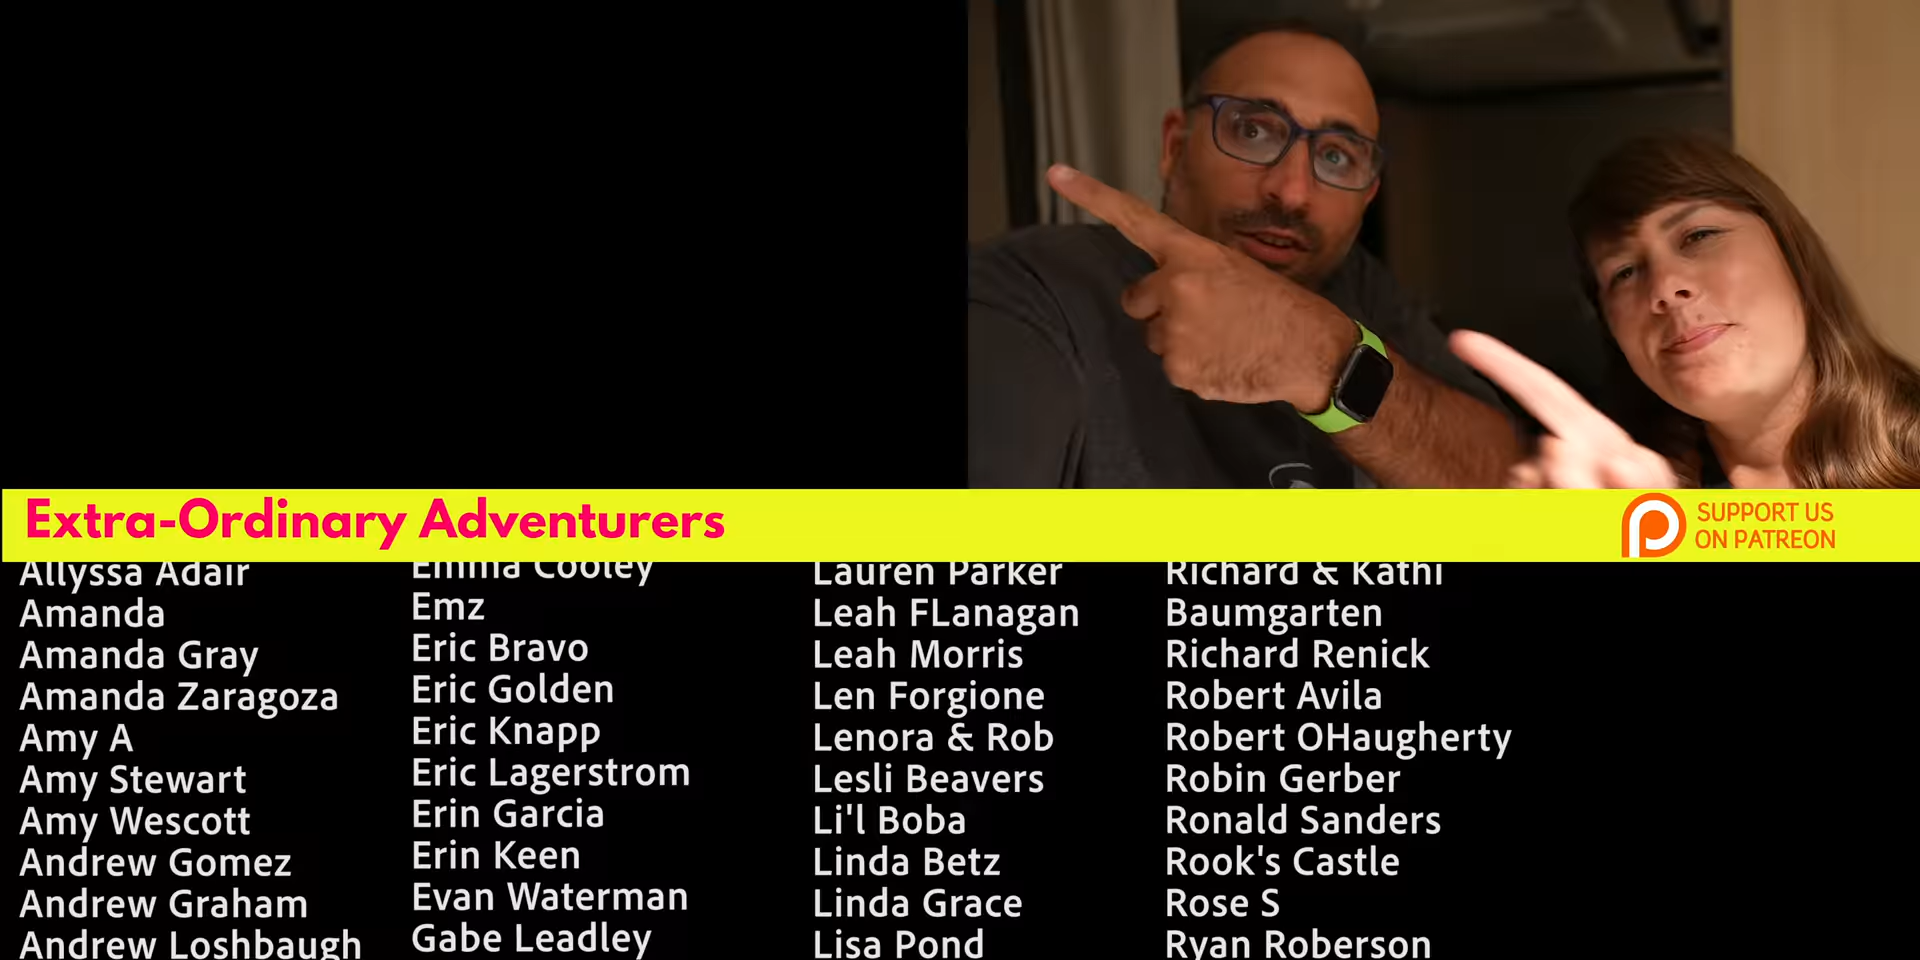 Extra-Ordinary Adventurers
SUPPORT US
ON PATREON
Allyssa Adair
Amanda
Amanda Gray
Amanda Zaragoza
Amy A
Amy Stewart
Amy Wescott
Andrew Gomez
Andrew Graham
Andrew Loshbaugh
Emma Cooley
Emz
Eric Bravo
Eric Golden
Eric Knapp
Eric Lagerstrom
Erin Garcia
Erin Keen
Evan Waterman
Gabe Leadley
Lauren Parker
Leah FLanagan
Leah Morris
Len Forgione
Lenora & Rob
Lesli Beavers
Li'l Boba
Linda Betz
Linda Grace
Lisa Pond
Richard & Kathi
Baumgarten
Richard Renick
Robert Avila
Robert OHaugherty
Robin Gerber
Ronald Sanders
Rook's Castle
Rose S
Ryan Roberson